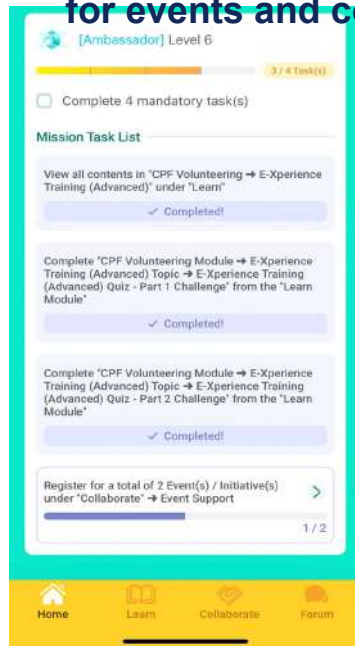 for events and co
[Ambassador] Level 6
3 / 4 Task(s)
Complete 4 mandatory task(s)
Mission Task List
View all contents in "CPF Volunteering ➔ E-Xperience
Training (Advanced)" under "Learn"
✓ Completed!
Complete "CPF Volunteering Module ➔ E-Xperience
Training (Advanced) Topic ➔ E-Xperience Training
(Advanced) Quiz - Part 1 Challenge" from the "Learn
Module"
✓ Completed!
Complete "CPF Volunteering Module ➔ E-Xperience
Training (Advanced) Topic ➔ E-Xperience Training
(Advanced) Quiz - Part 2 Challenge" from the "Learn
Module"
✓ Completed!
Register for a total of 2 Event(s) / Initiative(s)
under "Collaborate" ➔ Event Support
1 / 2
Home Learn Collaborate Forum